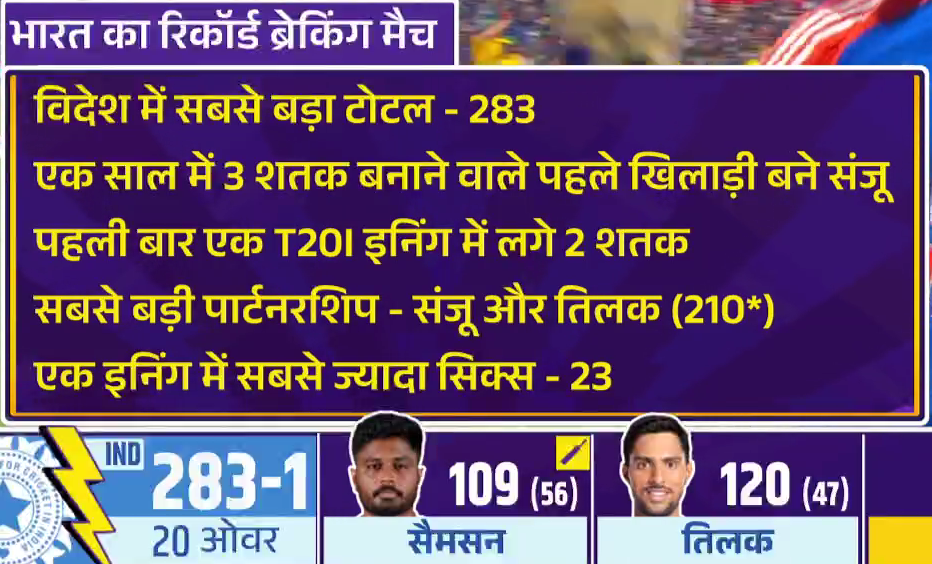 भारत का रिकॉर्ड ब्रेकिंग मैच
विदेश में सबसे बड़ा टोटल - 283
एक साल में 3 शतक बनाने वाले पहले खिलाड़ी बने संजू
पहली बार एक T20I इनिंग में लगे 2 शतक
सबसे बड़ी पार्टनरशिप - संजू और तिलक (210*)
एक इनिंग में सबसे ज्यादा सिक्स - 23
IND 283-1 109 (56) 120 (47)
20 ओवर सैमसन तिलक